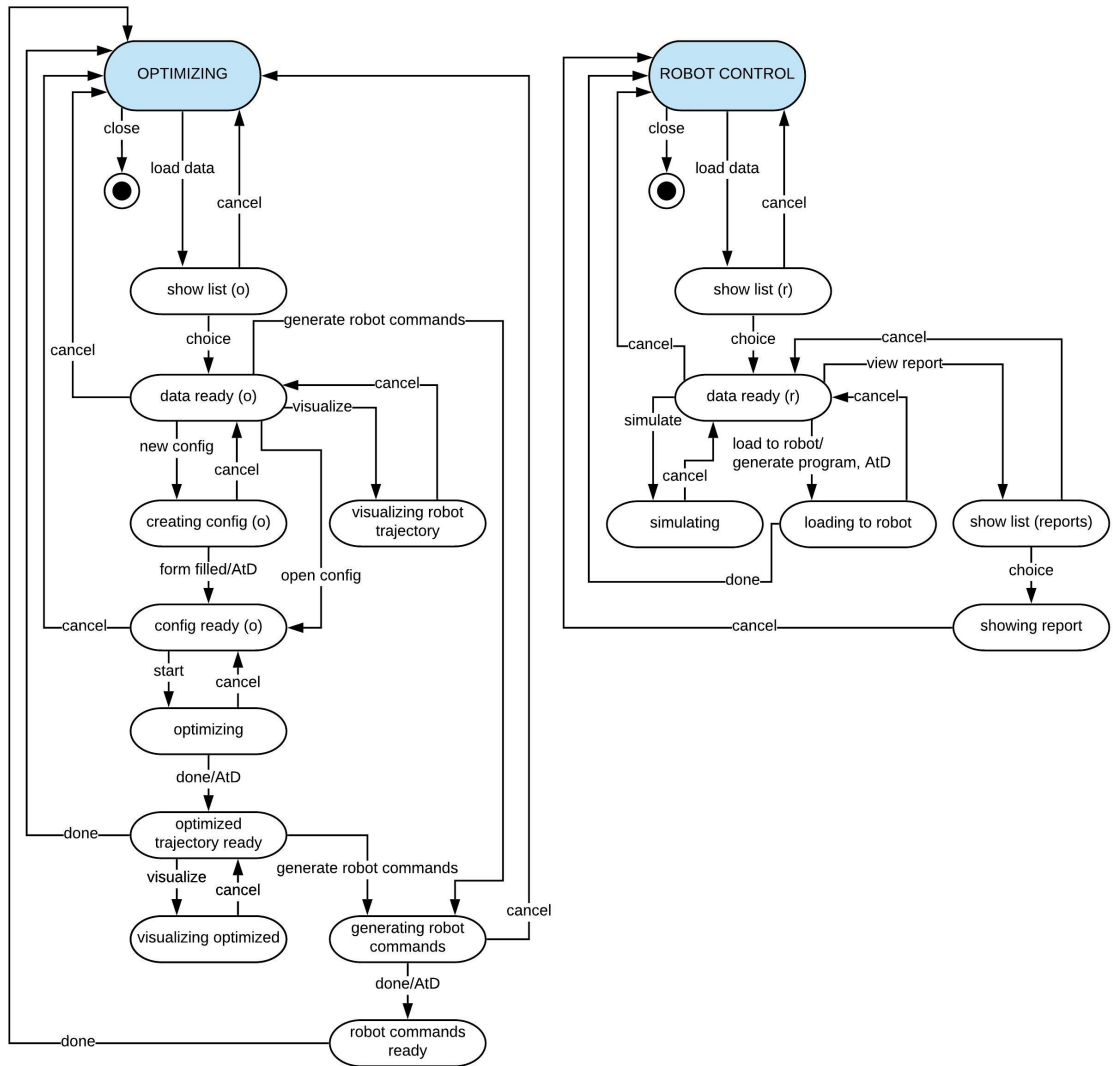 OPTIMIZING
close
load data
cancel
show list (o)
choice
generate robot commands
cancel
data ready (o)
cancel
visualize
new config
cancel
creating config (o)
visualizing robot
trajectory
form filled/AtD
open config
cancel
config ready (o)
start
cancel
optimizing
done/AtD
done
optimized
trajectory ready
visualize
cancel
generate robot commands
visualizing optimized
generating robot
commands
cancel
done/AtD
done
robot commands
ready
ROBOT CONTROL
close
load data
cancel
show list (r)
choice
cancel
cancel
view report
data ready (r)
cancel
simulate
load to robot/
generate program, AtD
cancel
simulating
loading to robot
show list (reports)
done
choice
cancel
showing report